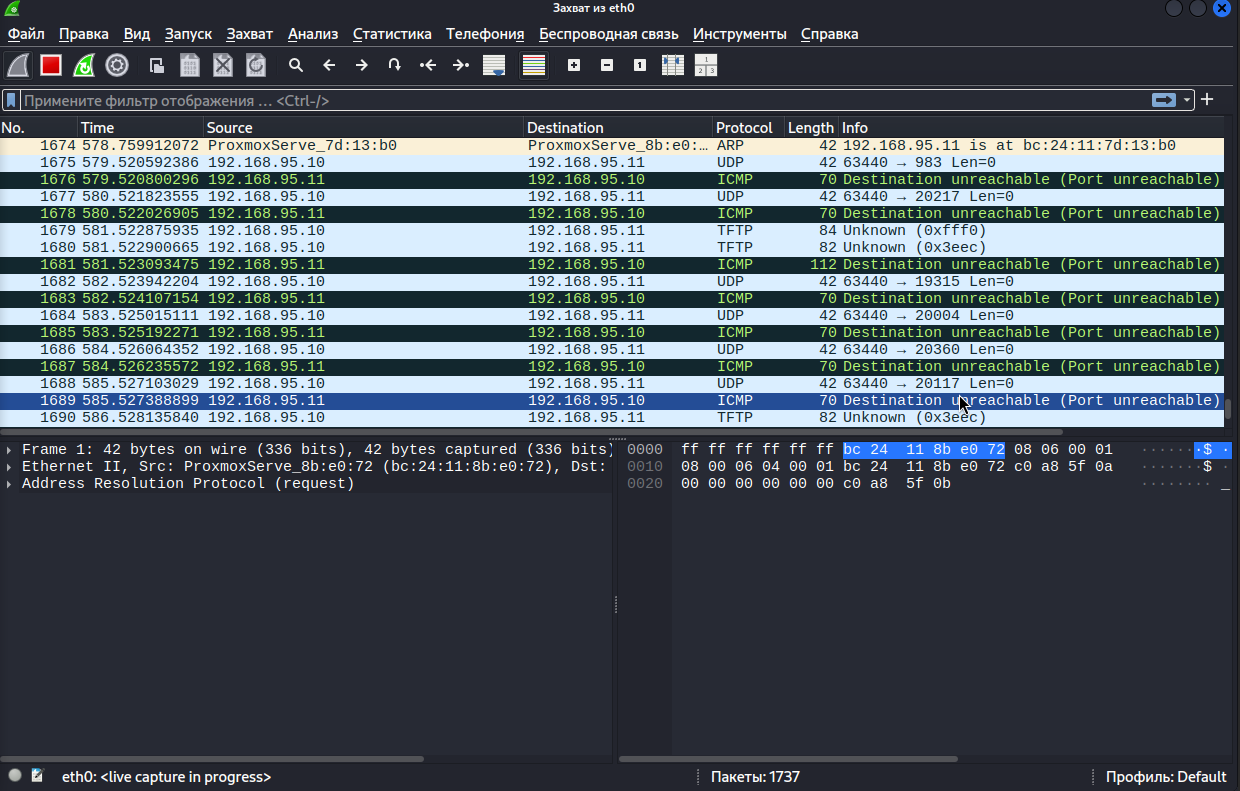 Захват из eth0
Файл Правка Вид Запуск Захват Анализ Статистика Телефония Беспроводная связь Инструменты Справка
Примените фильтр отображения … <Ctrl-/>
No. Time Source Destination Protocol Length Info
1674 578.759912072 ProxmoxServe_7d:13:b0 ProxmoxServe_8b:e0:… ARP 42 192.168.95.11 is at bc:24:11:7d:13:b0
1675 579.520592386 192.168.95.10 192.168.95.11 UDP 42 63440 → 983 Len=0
1676 579.520800296 192.168.95.11 192.168.95.10 ICMP 70 Destination unreachable (Port unreachable)
1677 580.521823555 192.168.95.10 192.168.95.11 UDP 42 63440 → 20217 Len=0
1678 580.522026905 192.168.95.11 192.168.95.10 ICMP 70 Destination unreachable (Port unreachable)
1679 581.522875935 192.168.95.10 192.168.95.11 TFTP 84 Unknown (0xfff0)
1680 581.522900665 192.168.95.10 192.168.95.11 TFTP 82 Unknown (0x3eec)
1681 581.523093475 192.168.95.11 192.168.95.10 ICMP 112 Destination unreachable (Port unreachable)
1682 582.523942204 192.168.95.10 192.168.95.11 UDP 42 63440 → 19315 Len=0
1683 582.524107154 192.168.95.11 192.168.95.10 ICMP 70 Destination unreachable (Port unreachable)
1684 583.525015111 192.168.95.10 192.168.95.11 UDP 42 63440 → 20004 Len=0
1685 583.525192271 192.168.95.11 192.168.95.10 ICMP 70 Destination unreachable (Port unreachable)
1686 584.526064352 192.168.95.10 192.168.95.11 UDP 42 63440 → 20360 Len=0
1687 584.526235572 192.168.95.11 192.168.95.10 ICMP 70 Destination unreachable (Port unreachable)
1688 585.527103029 192.168.95.10 192.168.95.11 UDP 42 63440 → 20117 Len=0
1689 585.527388899 192.168.95.11 192.168.95.10 ICMP 70 Destination unreachable (Port unreachable)
1690 586.528135840 192.168.95.10 192.168.95.11 TFTP 82 Unknown (0x3eec)
Frame 1: 42 bytes on wire (336 bits), 42 bytes captured (336 bits)
Ethernet II, Src: ProxmoxServe_8b:e0:72 (bc:24:11:8b:e0:72), Dst:
Address Resolution Protocol (request)
0000 ff ff ff ff ff ff bc 24 11 8b e0 72 08 06 00 01 ·······$ ·
0010 08 00 06 04 00 01 bc 24 11 8b e0 72 c0 a8 5f 0a ·······$ ·
0020 00 00 00 00 00 00 c0 a8 5f 0b ········ _
eth0: <live capture in progress>
Пакеты: 1737
Профиль: Default